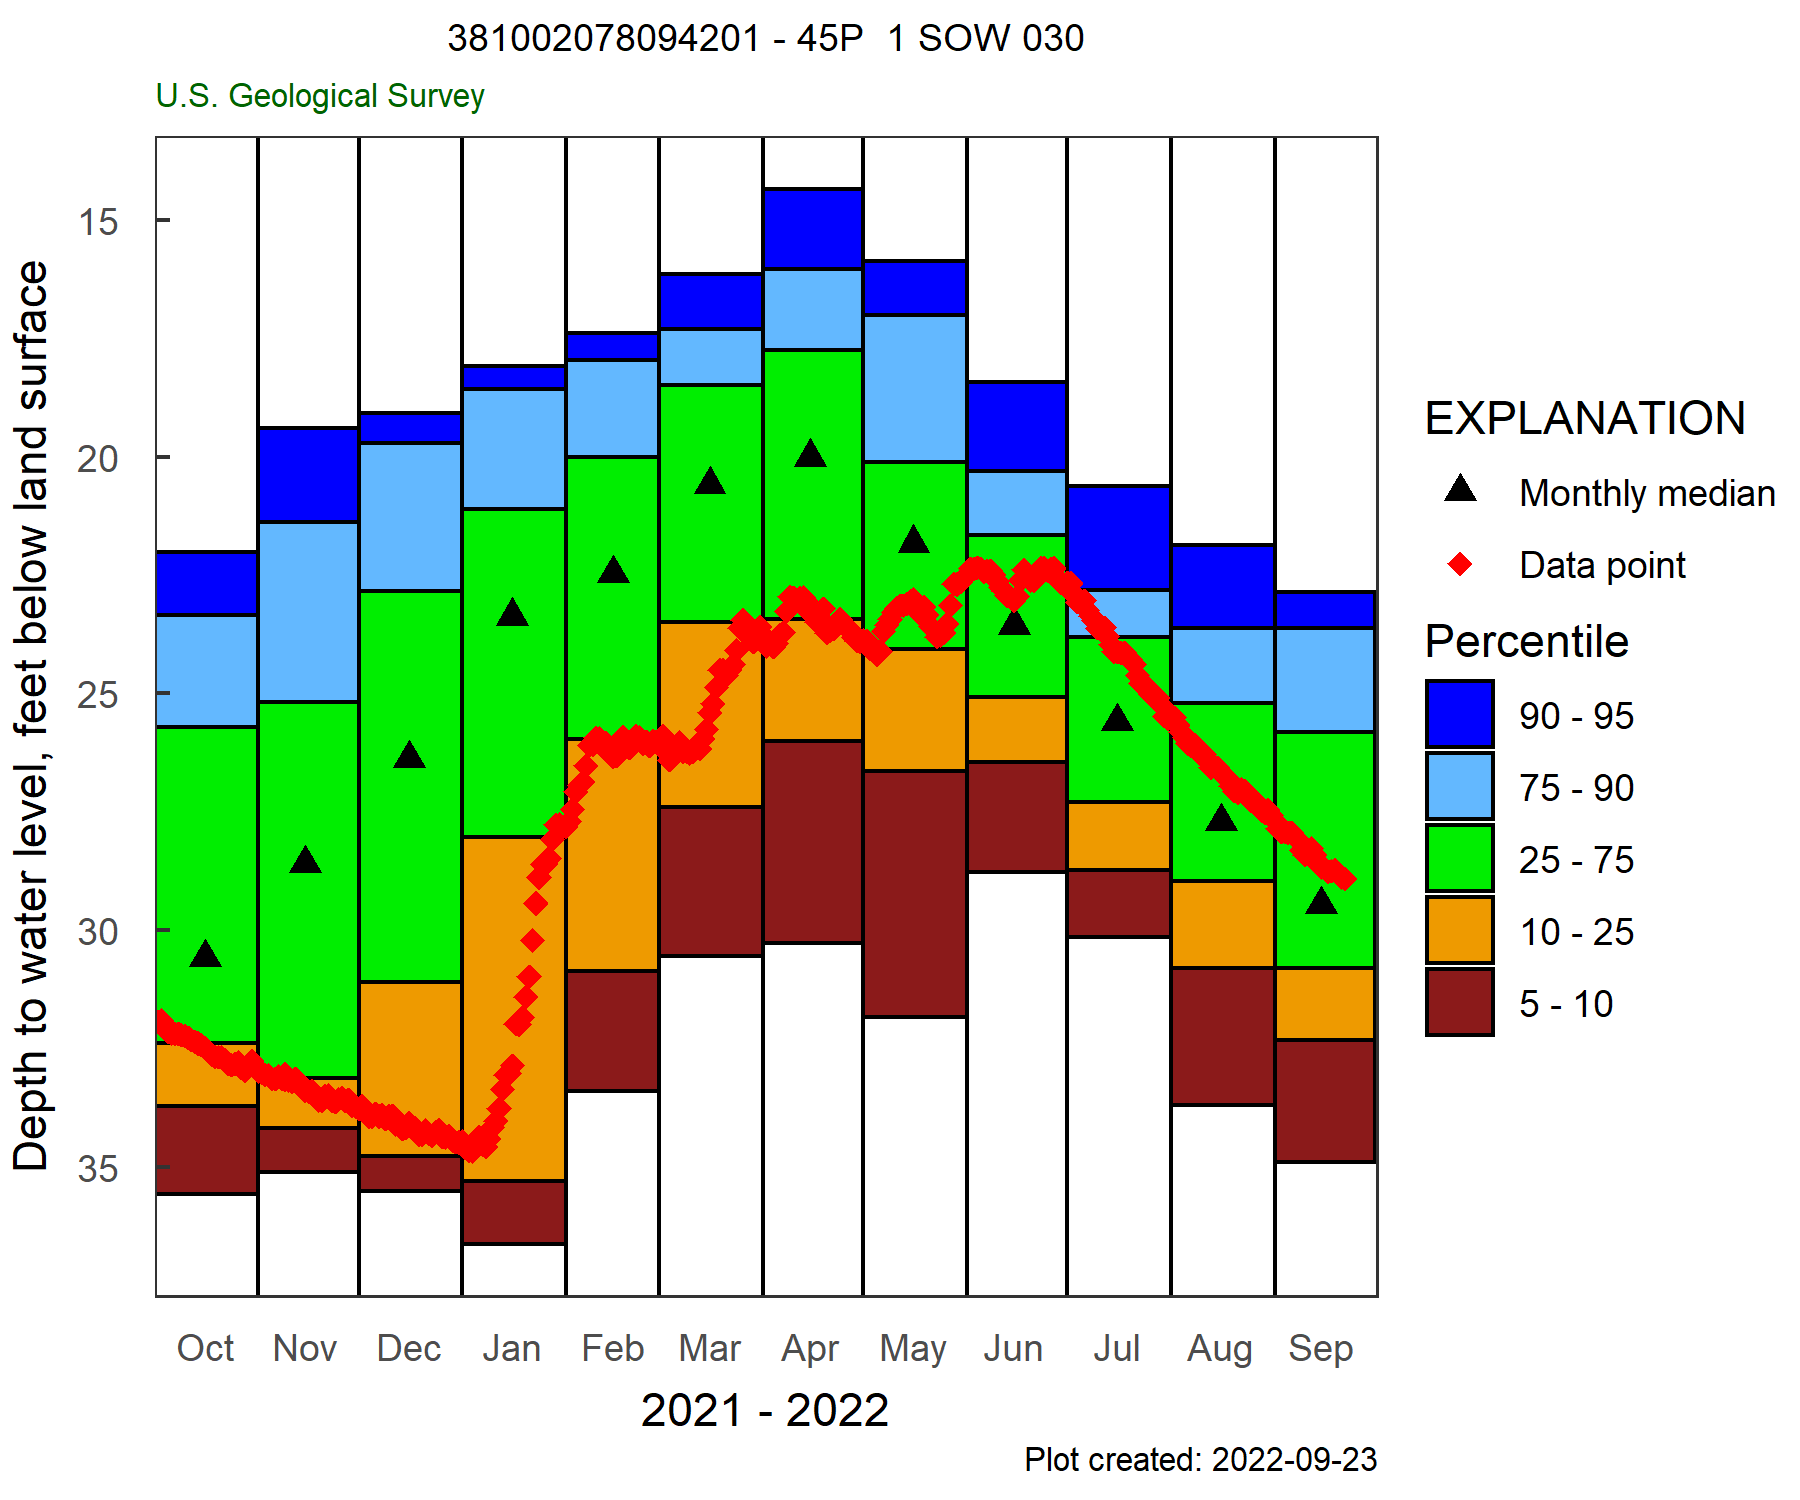 381002078094201 - 45P  1 SOW 030
U.S. Geological Survey
Depth to water level, feet below land surface
15
20
25
30
35
Oct Nov Dec Jan Feb Mar Apr May Jun Jul Aug Sep
2021 - 2022
EXPLANATION
Monthly median
Data point
Percentile
90 - 95
75 - 90
25 - 75
10 - 25
5 - 10
Plot created: 2022-09-23